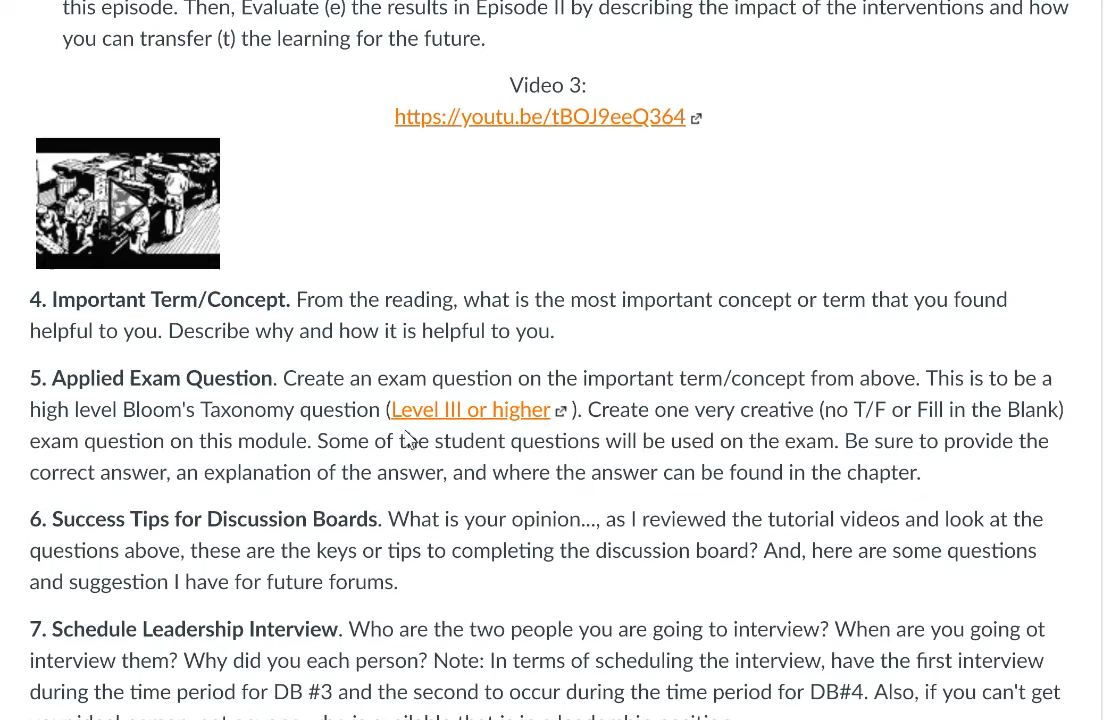 this episode. Then, Evaluate (e) the results in Episode II by describing the impact of the interventions and how
you can transfer (t) the learning for the future.
Video 3:
https://youtu.be/tBOJ9eeQ364
4. Important Term/Concept. From the reading, what is the most important concept or term that you found
helpful to you. Describe why and how it is helpful to you.
5. Applied Exam Question. Create an exam question on the important term/concept from above. This is to be a
high level Bloom's Taxonomy question (Level III or higher ). Create one very creative (no T/F or Fill in the Blank)
exam question on this module. Some of the student questions will be used on the exam. Be sure to provide the
correct answer, an explanation of the answer, and where the answer can be found in the chapter.
6. Success Tips for Discussion Boards. What is your opinion..., as I reviewed the tutorial videos and look at the
questions above, these are the keys or tips to completing the discussion board? And, here are some questions
and suggestion I have for future forums.
7. Schedule Leadership Interview. Who are the two people you are going to interview? When are you going ot
interview them? Why did you each person? Note: In terms of scheduling the interview, have the first interview
during the time period for DB #3 and the second to occur during the time period for DB#4. Also, if you can't get